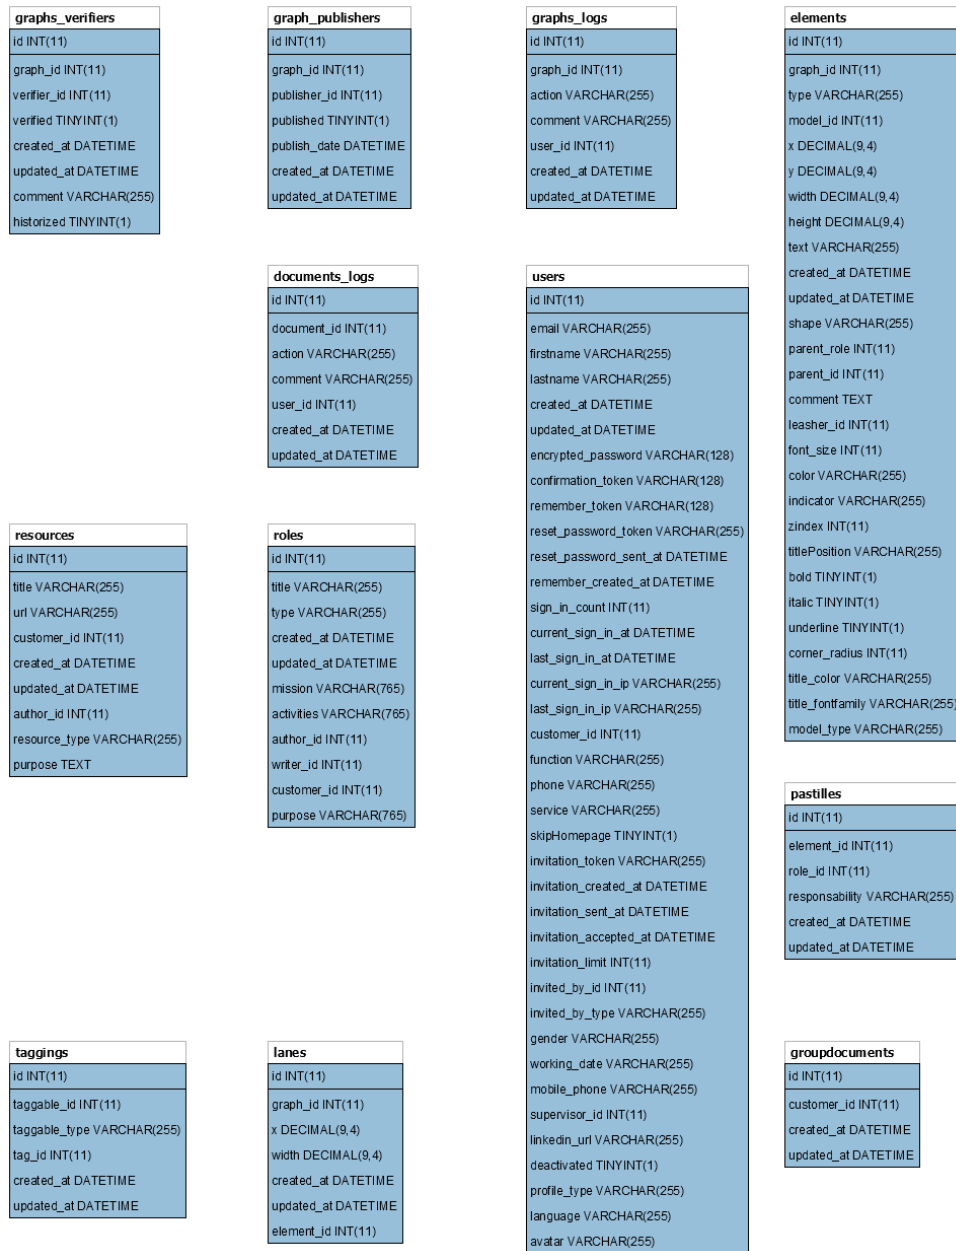 graphs_verifiers
id INT(11)
graph_id INT(11)
verifier_id INT(11)
verified TINYINT(1)
created_at DATETIME
updated_at DATETIME
comment VARCHAR(255)
historized TINYINT(1)
graph_publishers
id INT(11)
graph_id INT(11)
publisher_id INT(11)
published TINYINT(1)
publish_date DATETIME
created_at DATETIME
updated_at DATETIME
graphs_logs
id INT(11)
graph_id INT(11)
action VARCHAR(255)
comment VARCHAR(255)
user_id INT(11)
created_at DATETIME
updated_at DATETIME
elements
id INT(11)
graph_id INT(11)
type VARCHAR(255)
model_id INT(11)
x DECIMAL(9,4)
y DECIMAL(9,4)
width DECIMAL(9,4)
height DECIMAL(9,4)
text VARCHAR(255)
created_at DATETIME
updated_at DATETIME
shape VARCHAR(255)
parent_role INT(11)
parent_id INT(11)
comment TEXT
leasher_id INT(11)
font_size INT(11)
color VARCHAR(255)
indicator VARCHAR(255)
zindex INT(11)
titlePosition VARCHAR(255)
bold TINYINT(1)
italic TINYINT(1)
underline TINYINT(1)
corner_radius INT(11)
title_color VARCHAR(255)
title_fontfamily VARCHAR(255)
model_type VARCHAR(255)
documents_logs
id INT(11)
document_id INT(11)
action VARCHAR(255)
comment VARCHAR(255)
user_id INT(11)
created_at DATETIME
updated_at DATETIME
users
id INT(11)
email VARCHAR(255)
firstname VARCHAR(255)
lastname VARCHAR(255)
created_at DATETIME
updated_at DATETIME
encrypted_password VARCHAR(128)
confirmation_token VARCHAR(128)
remember_token VARCHAR(128)
reset_password_token VARCHAR(255)
reset_password_sent_at DATETIME
remember_created_at DATETIME
sign_in_count INT(11)
current_sign_in_at DATETIME
last_sign_in_at DATETIME
current_sign_in_ip VARCHAR(255)
last_sign_in_ip VARCHAR(255)
customer_id INT(11)
function VARCHAR(255)
phone VARCHAR(255)
service VARCHAR(255)
skipHomepage TINYINT(1)
invitation_token VARCHAR(255)
invitation_created_at DATETIME
invitation_sent_at DATETIME
invitation_accepted_at DATETIME
invitation_limit INT(11)
invited_by_id INT(11)
invited_by_type VARCHAR(255)
gender VARCHAR(255)
working_date VARCHAR(255)
mobile_phone VARCHAR(255)
supervisor_id INT(11)
linkedin_url VARCHAR(255)
deactivated TINYINT(1)
profile_type VARCHAR(255)
language VARCHAR(255)
avatar VARCHAR(255)
resources
id INT(11)
title VARCHAR(255)
url VARCHAR(255)
customer_id INT(11)
created_at DATETIME
updated_at DATETIME
author_id INT(11)
resource_type VARCHAR(255)
purpose TEXT
roles
id INT(11)
title VARCHAR(255)
type VARCHAR(255)
created_at DATETIME
updated_at DATETIME
mission VARCHAR(765)
activities VARCHAR(765)
author_id INT(11)
writer_id INT(11)
customer_id INT(11)
purpose VARCHAR(765)
pastilles
id INT(11)
element_id INT(11)
role_id INT(11)
responsability VARCHAR(255)
created_at DATETIME
updated_at DATETIME
taggings
id INT(11)
taggable_id INT(11)
taggable_type VARCHAR(255)
tag_id INT(11)
created_at DATETIME
updated_at DATETIME
lanes
id INT(11)
graph_id INT(11)
x DECIMAL(9,4)
width DECIMAL(9,4)
created_at DATETIME
updated_at DATETIME
element_id INT(11)
groupdocuments
id INT(11)
customer_id INT(11)
created_at DATETIME
updated_at DATETIME